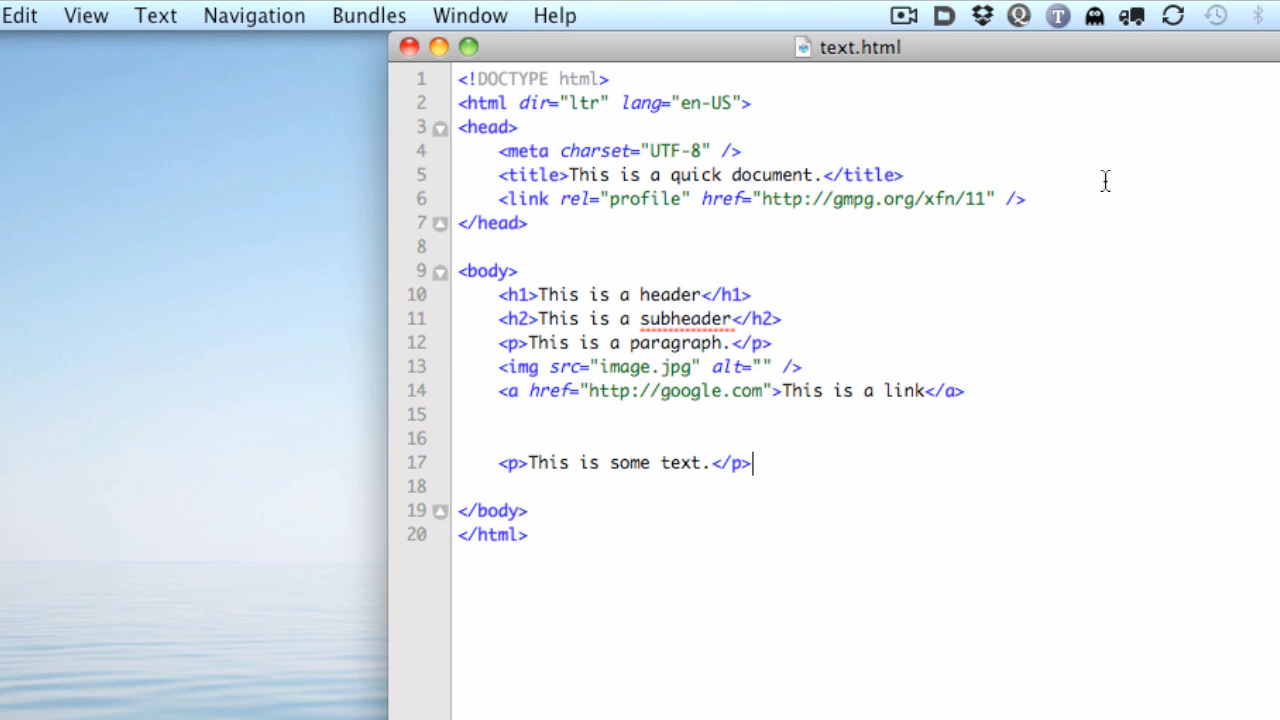 Edit View Text Navigation Bundles Window Help
text.html
1 <!DOCTYPE html>
2 <html dir="ltr" lang="en-US">
3 <head>
4 <meta charset="UTF-8" />
5 <title>This is a quick document.</title>
6 <link rel="profile" href="http://gmpg.org/xfn/11" />
7 </head>
8
9 <body>
10 <h1>This is a header</h1>
11 <h2>This is a subheader</h2>
12 <p>This is a paragraph.</p>
13 <img src="image.jpg" alt="" />
14 <a href="http://google.com">This is a link</a>
15
16
17 <p>This is some text.</p>
18
19 </body>
20 </html>